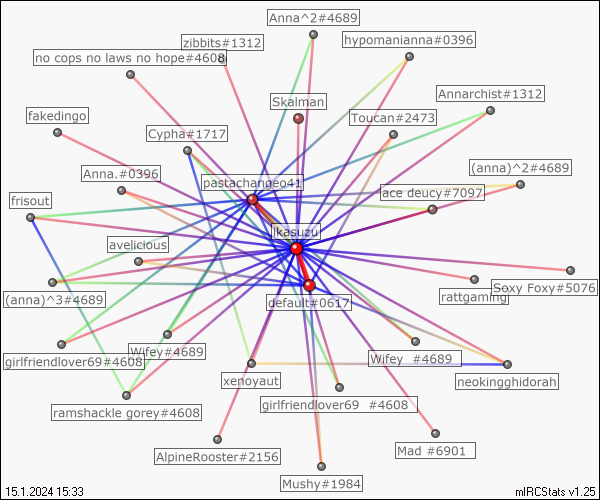 Anna^2#4689
zibbits#1312
hypomanianna#0396
no cops no laws no hope#4608
Annarchist#1312
Skalman
fakedingo
Toucan#2473
Cypha#1717
Anna.#0396
(anna)^2#4689
pastachangeo41
ace deucy#7097
frisout
ikasuzu
avelicious
rattgaming
Soxy Foxy#5076
(anna)^3#4689
default#0617
girlfriendlover69#4608
Wifey#4689
Wifey #4689
xenoyaut
neokingghidorah
girlfriendlover69 #4608
ramshackle gorey#4608
AlpineRooster#2156
Mad #6901
Mushy#1984
15.1.2024 15:33
mIRCStats v1.25